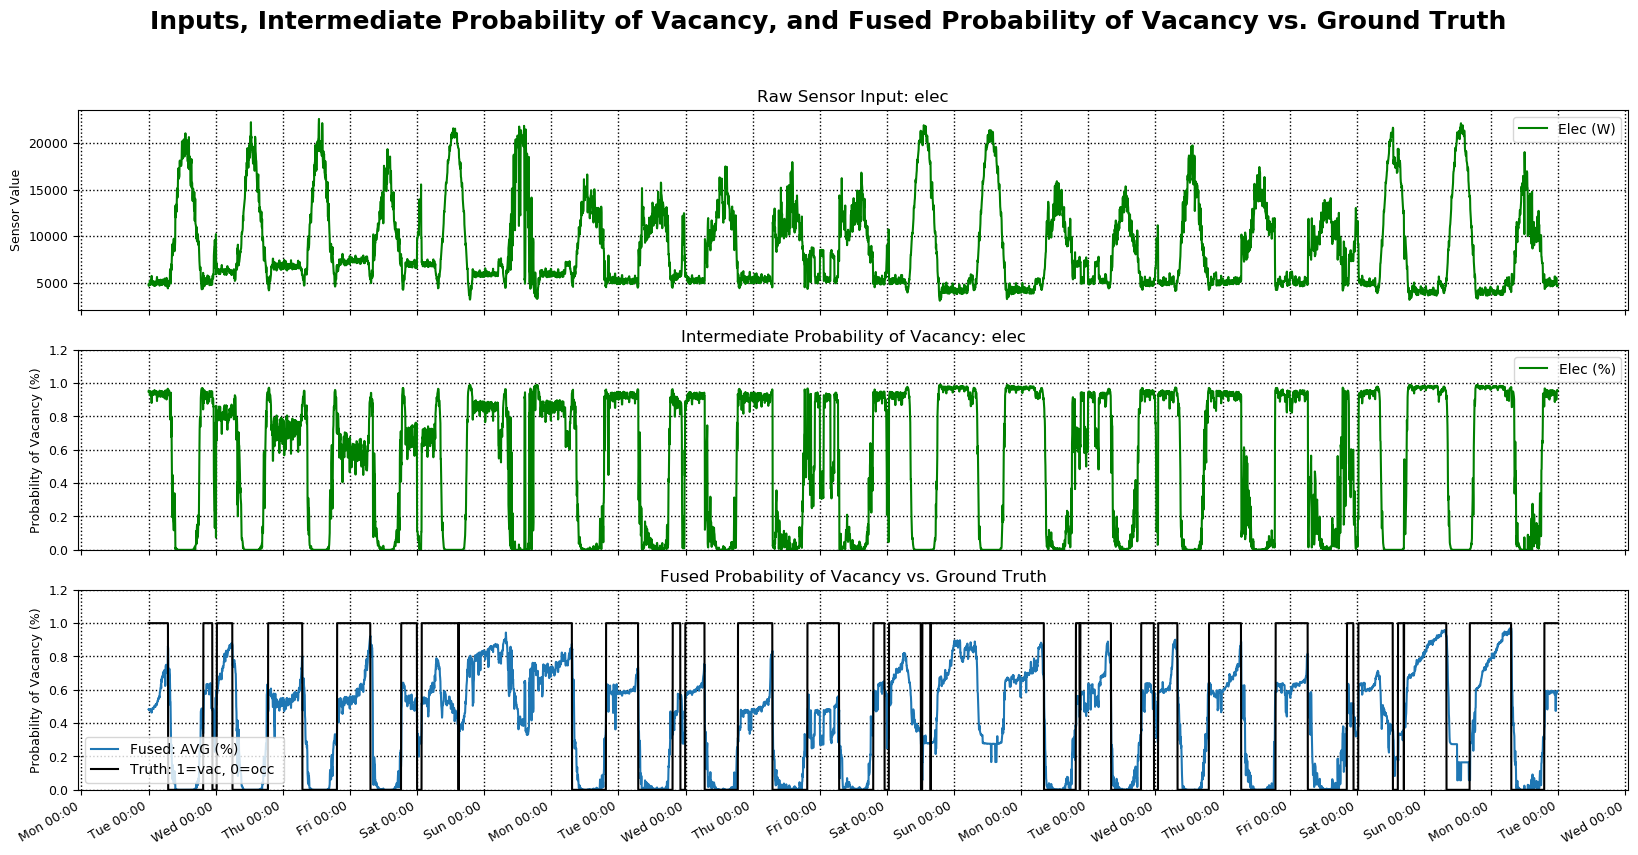 Inputs, Intermediate Probability of Vacancy, and Fused Probability of Vacancy vs. Ground Truth
Raw Sensor Input: elec
Sensor Value
20000
15000
10000
5000
Elec (W)
Intermediate Probability of Vacancy: elec
Probability of Vacancy (%)
1.2
1.0
0.8
0.6
0.4
0.2
0.0
Elec (%)
Fused Probability of Vacancy vs. Ground Truth
Probability of Vacancy (%)
1.2
1.0
0.8
0.6
0.4
0.2
0.0
Fused: AVG (%)
Truth: 1=vac, 0=occ
Mon 00:00
Tue 00:00
Wed 00:00
Thu 00:00
Fri 00:00
Sat 00:00
Sun 00:00
Mon 00:00
Tue 00:00
Wed 00:00
Thu 00:00
Fri 00:00
Sat 00:00
Sun 00:00
Mon 00:00
Tue 00:00
Wed 00:00
Thu 00:00
Fri 00:00
Sat 00:00
Sun 00:00
Mon 00:00
Tue 00:00
Wed 00:00